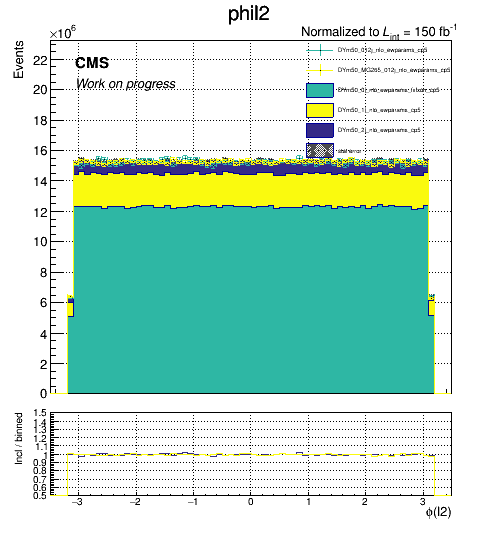 phil2
Normalized to L_int = 150 fb⁻¹
×10⁶
Events
CMS
Work on progress
DYm50_012j_nlo_ewparams_cp5
DYm50_MG265_012j_nlo_ewparams_cp5
DYm50_1j_nlo_ewparams_cp5
DYm50_2j_nlo_ewparams_cp5
22
20
18
16
14
12
10
8
6
4
2
0
Incl / binned
1.5
1.4
1.3
1.2
1.1
1
0.9
0.8
0.7
0.6
0.5
−3 −2 −1 0 1 2 3
ϕ(l2)